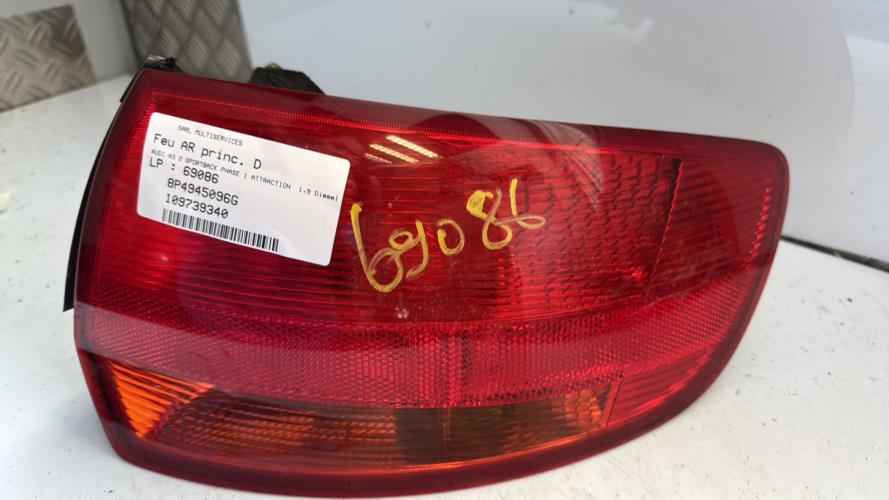 SARL MULTISERVICES
Feu AR princ. D
AUDI A3 2 SPORTBACK PHASE 1 ATTRACTION 1.9 Diesel
LP : 69086
8P4945096G
109739340
69086